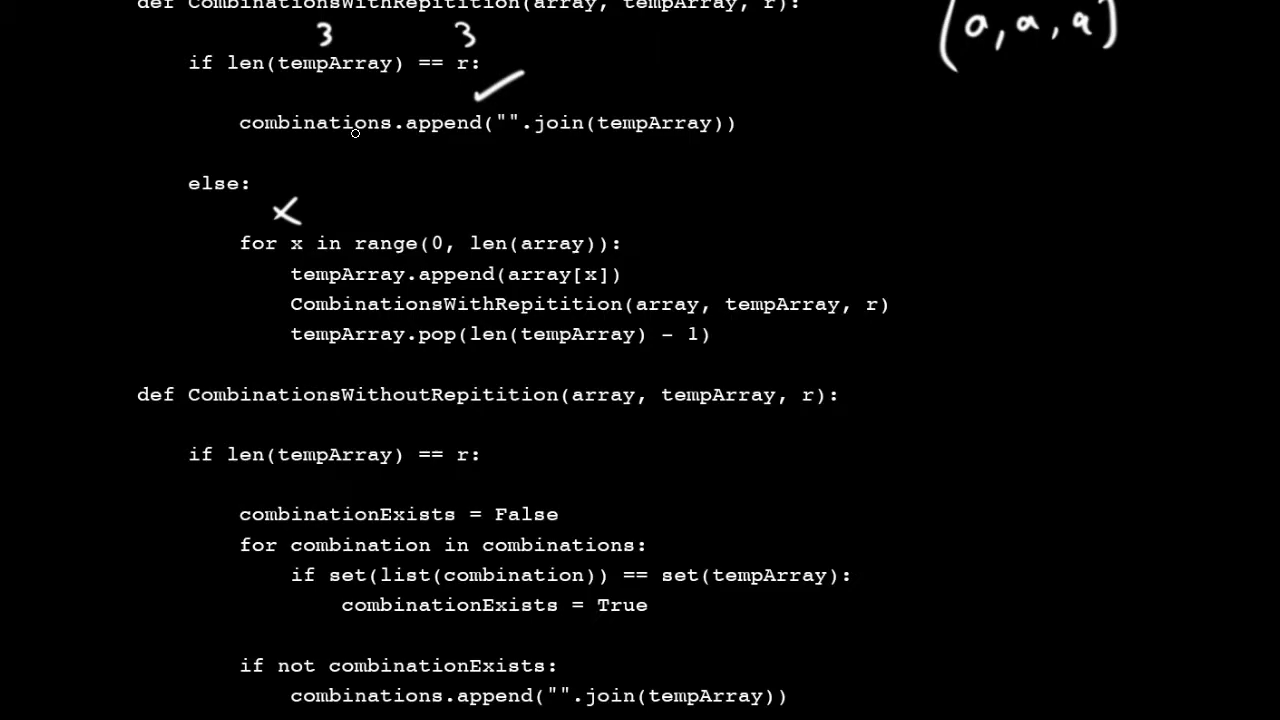 def CombinationsWithRepitition(array, tempArray, r):
(a, a, a)
3 3
if len(tempArray) == r:
combinations.append("".join(tempArray))
else:
for x in range(0, len(array)):
tempArray.append(array[x])
CombinationsWithRepitition(array, tempArray, r)
tempArray.pop(len(tempArray) - 1)
def CombinationsWithoutRepitition(array, tempArray, r):
if len(tempArray) == r:
combinationExists = False
for combination in combinations:
if set(list(combination)) == set(tempArray):
combinationExists = True
if not combinationExists:
combinations.append("".join(tempArray))